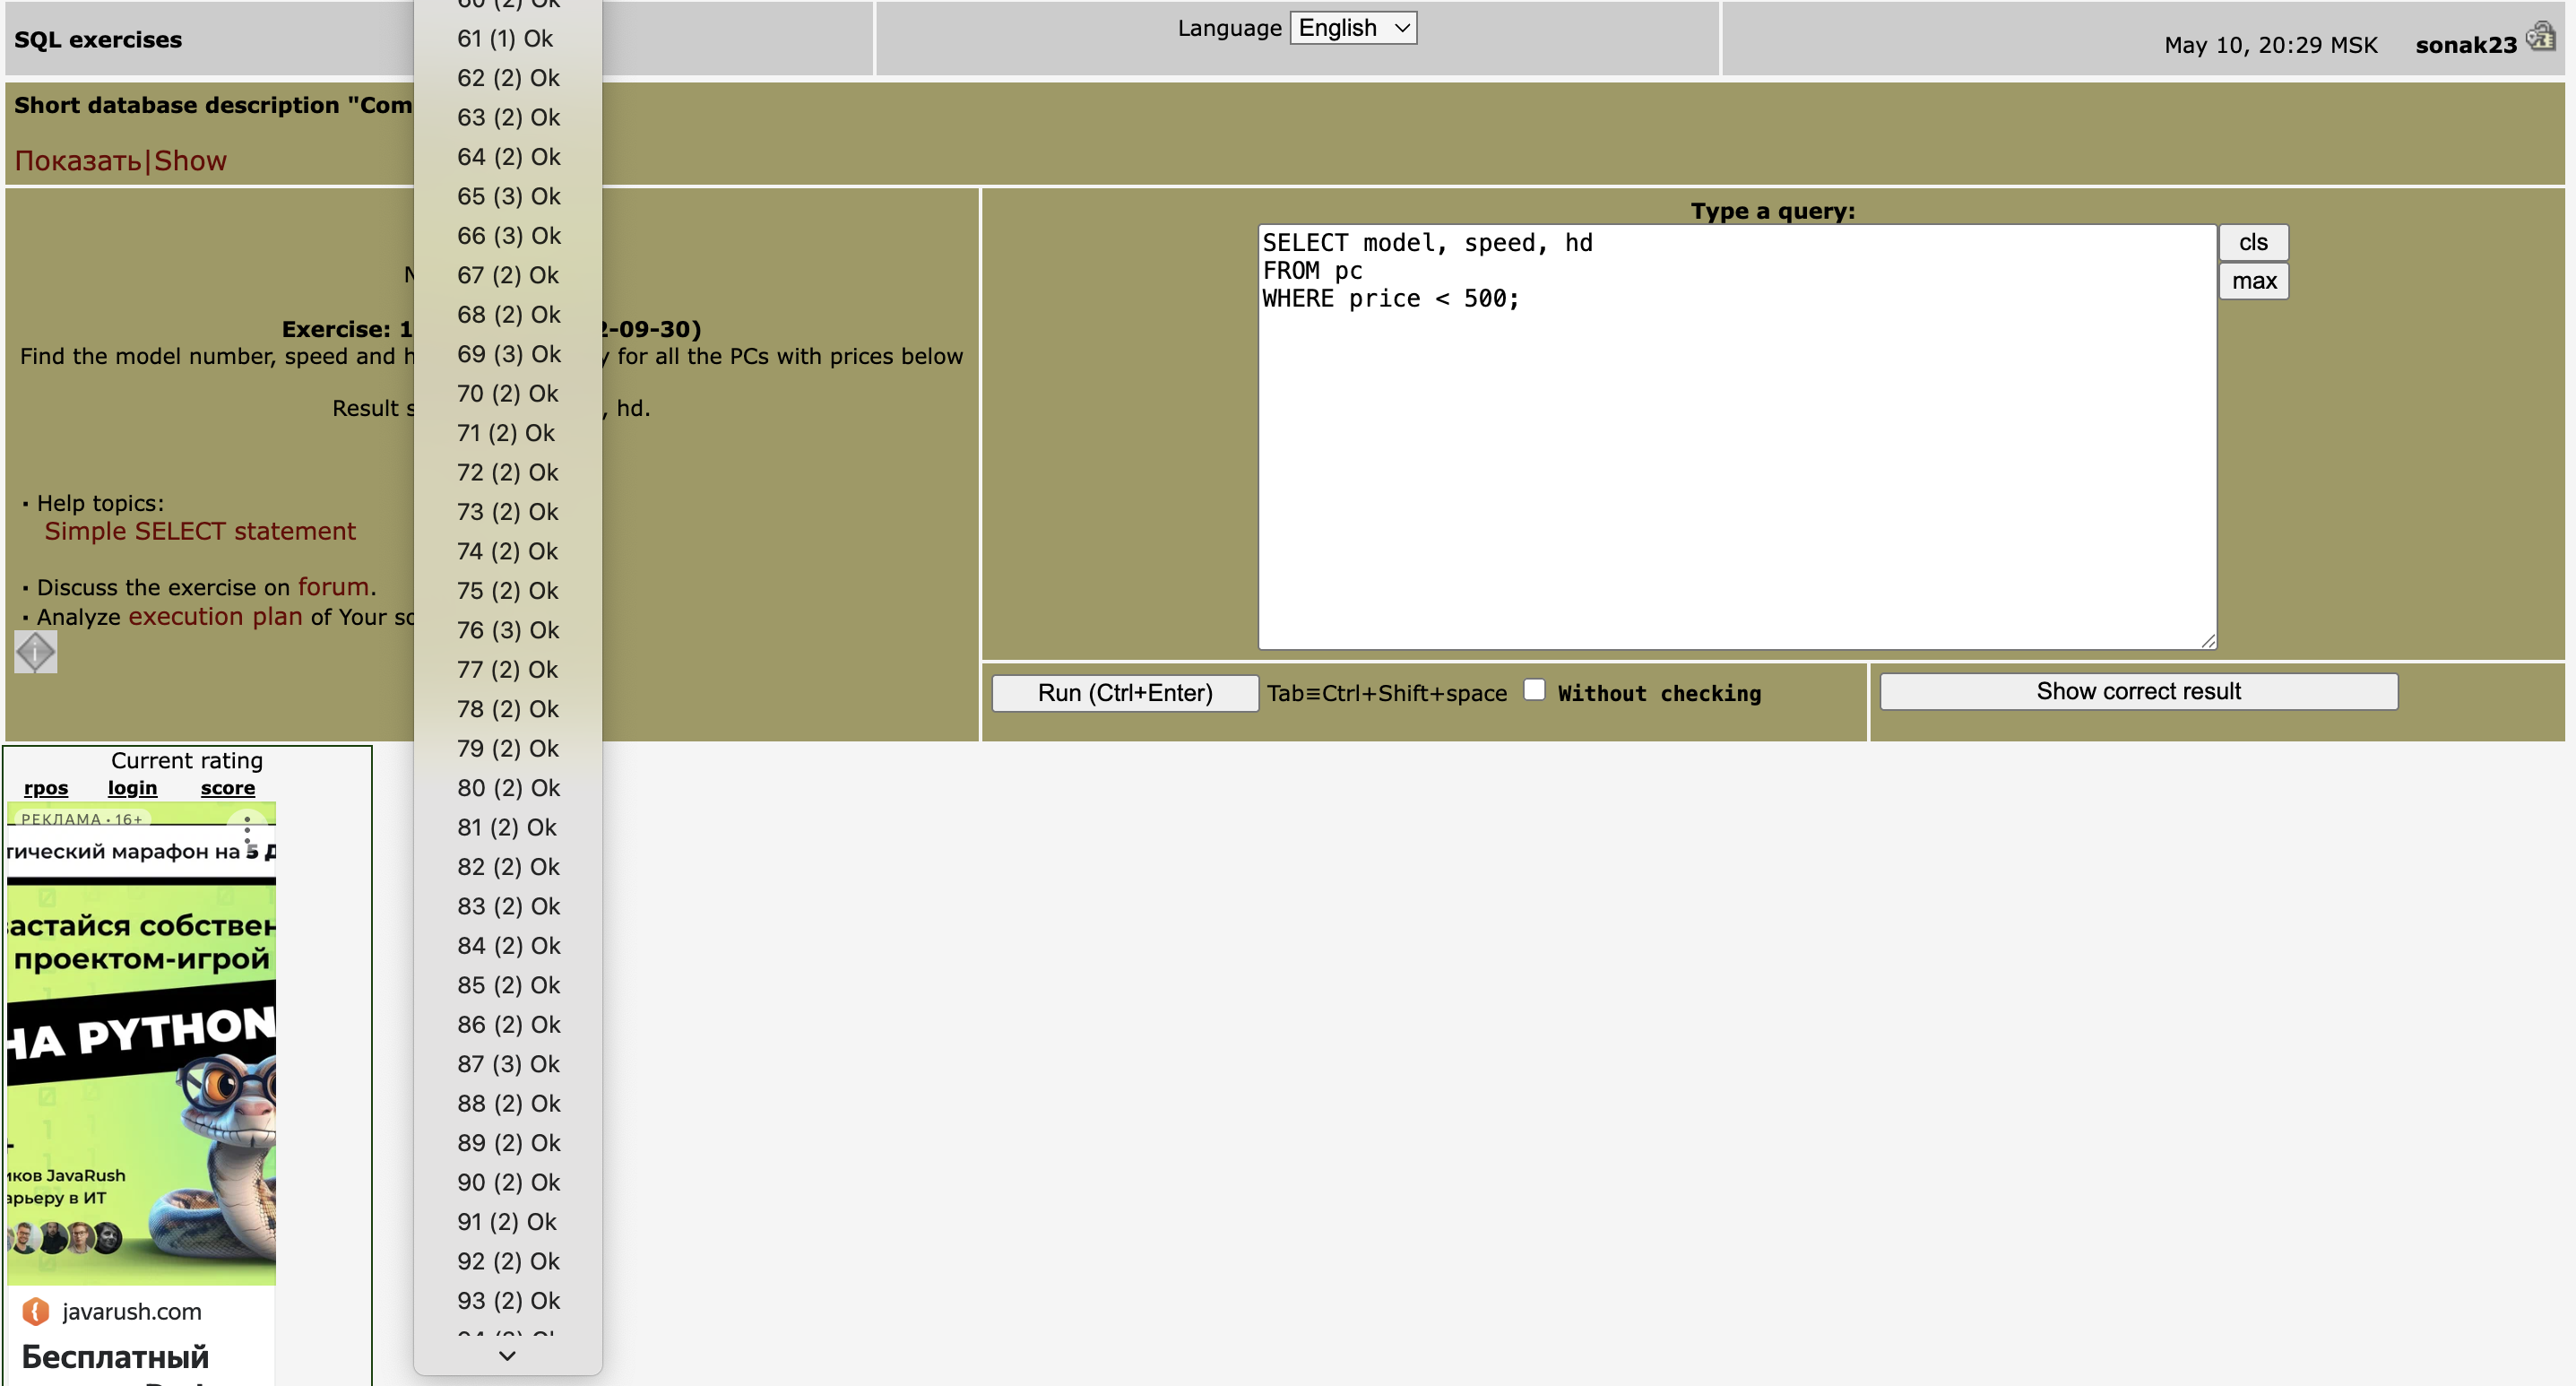 SQL exercises
Language English
May 10, 20:29 MSK sonak23
Short database description "Com
Показать|Show
60 (2) Ok
61 (1) Ok
62 (2) Ok
63 (2) Ok
64 (2) Ok
65 (3) Ok
66 (3) Ok
67 (2) Ok
68 (2) Ok
69 (3) Ok
70 (2) Ok
71 (2) Ok
72 (2) Ok
73 (2) Ok
74 (2) Ok
75 (2) Ok
76 (3) Ok
77 (2) Ok
78 (2) Ok
79 (2) Ok
80 (2) Ok
81 (2) Ok
82 (2) Ok
83 (2) Ok
84 (2) Ok
85 (2) Ok
86 (2) Ok
87 (3) Ok
88 (2) Ok
89 (2) Ok
90 (2) Ok
91 (2) Ok
92 (2) Ok
93 (2) Ok
Exercise: 1 2-09-30)
Find the model number, speed and h y for all the PCs with prices below
Result s , hd.
· Help topics:
Simple SELECT statement
· Discuss the exercise on forum.
· Analyze execution plan of Your so
Type a query:
SELECT model, speed, hd
FROM pc
WHERE price < 500;
cls
max
Run (Ctrl+Enter) Tab≡Ctrl+Shift+space Without checking
Show correct result
Current rating
rpos login score
РЕКЛАМА • 16+
тический марафон на 5 Д
астайся собствен
проектом-игрой
НА PYTHON
иков JavaRush
арьеру в ИТ
javarush.com
Бесплатный